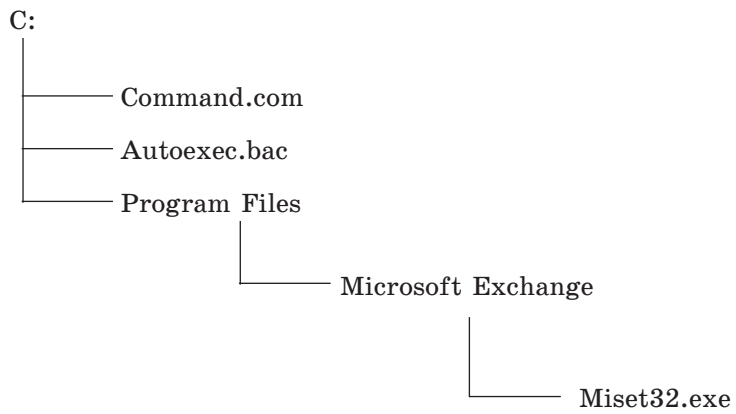 C:
Command.com
Autoexec.bac
Program Files
Microsoft Exchange
Miset32.exe